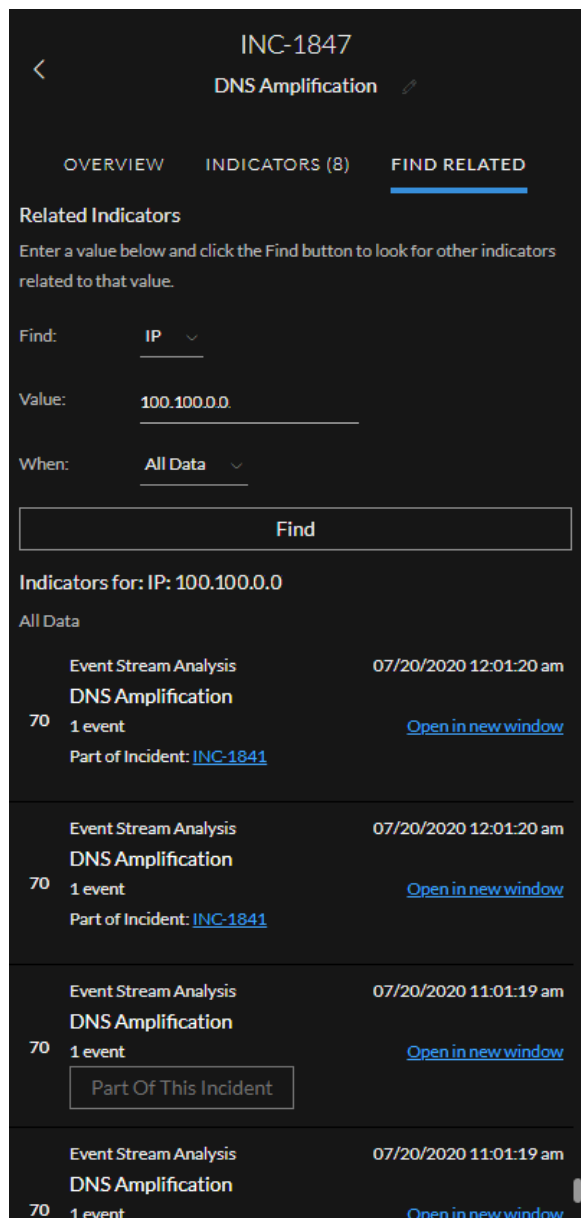 INC-1847
DNS Amplification
OVERVIEW INDICATORS (8) FIND RELATED
Related Indicators
Enter a value below and click the Find button to look for other indicators
related to that value.
Find: IP
Value: 100.100.0.0.
When: All Data
Find
Indicators for: IP: 100.100.0.0
All Data
Event Stream Analysis 07/20/2020 12:01:20 am
DNS Amplification
70 1 event Open in new window
Part of Incident: INC-1841
Event Stream Analysis 07/20/2020 12:01:20 am
DNS Amplification
70 1 event Open in new window
Part of Incident: INC-1841
Event Stream Analysis 07/20/2020 11:01:19 am
DNS Amplification
70 1 event Open in new window
Part Of This Incident
Event Stream Analysis 07/20/2020 11:01:19 am
DNS Amplification
70 1 event Open in new window